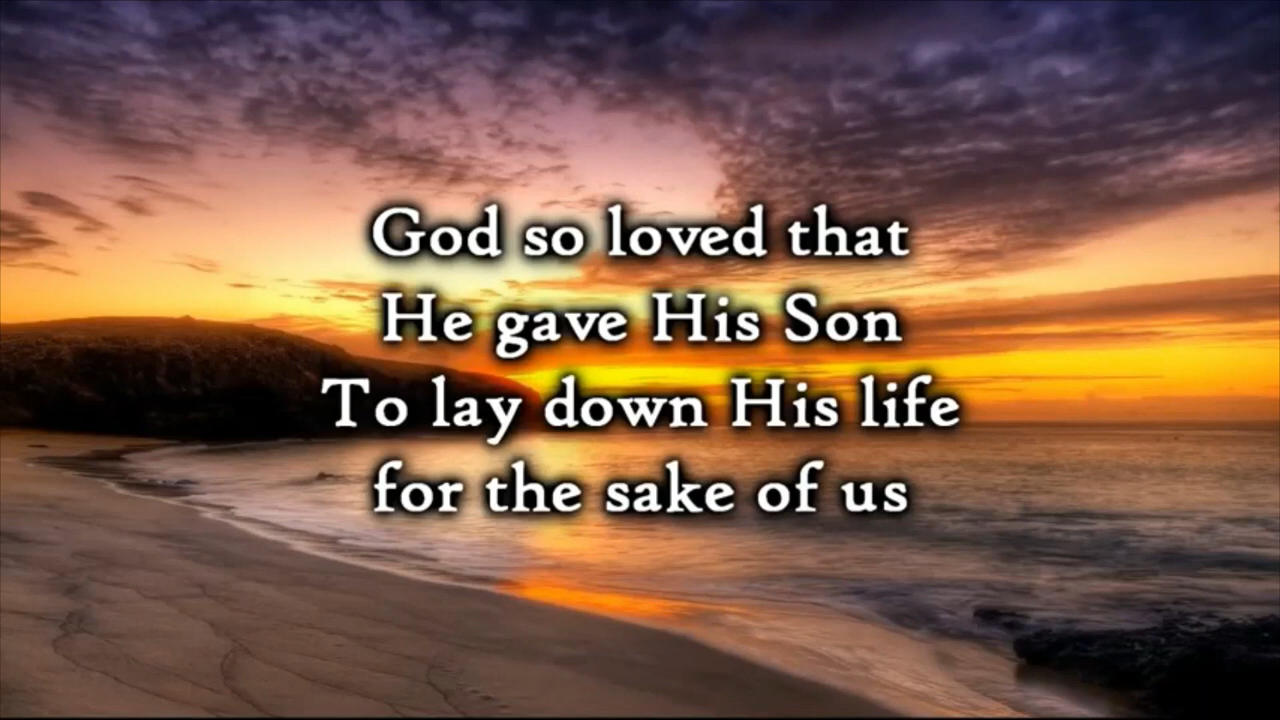 God so loved that
He gave His Son
To lay down His life
for the sake of us